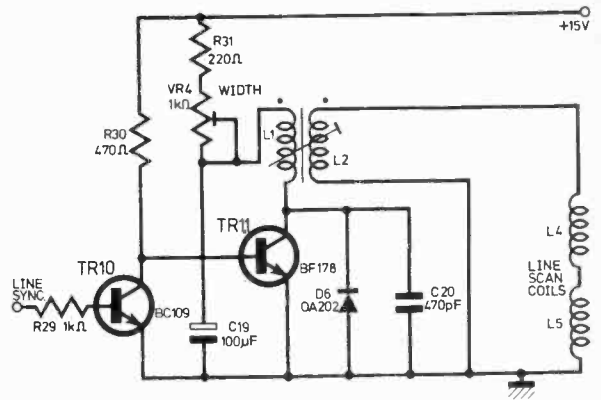 +15V
R31
220Ω
VR4
1kΩ
WIDTH
R30
470Ω
L1
L2
TR11
BF178
TR10
BC109
LINE
SYNC
R29 1kΩ
C19
100µF
D6
OA202
C20
470pF
L4
LINE
SCAN
COILS
L5